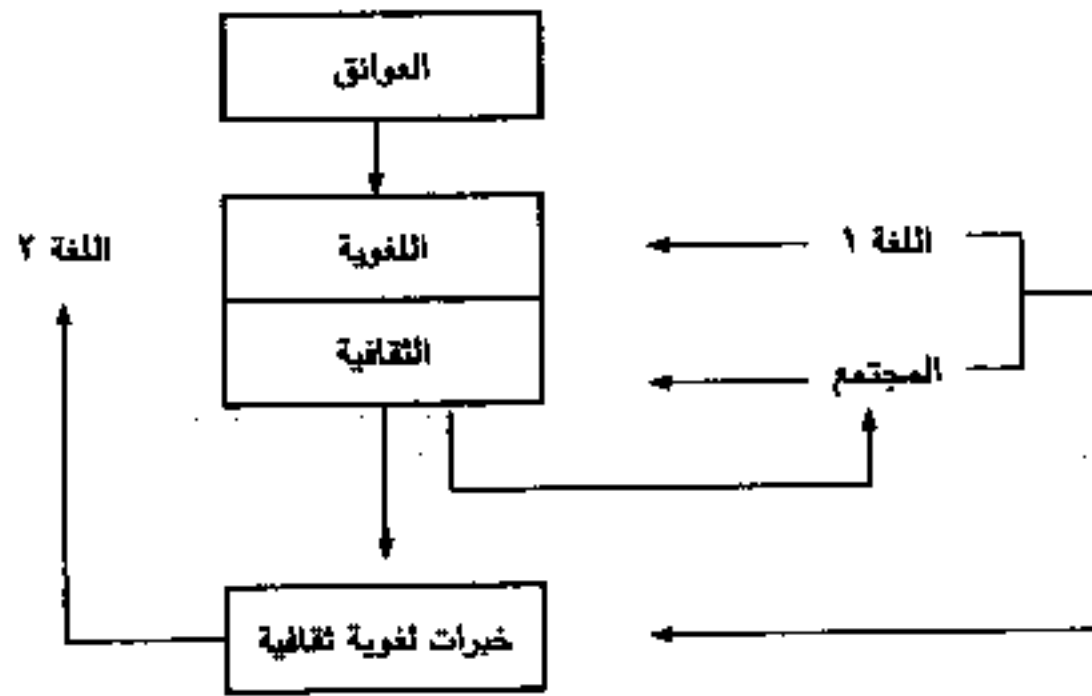 العوائق
اللغوية
اللغة ١
اللغة ٢
الثقافية
المجتمع
خبرات لغوية ثقافية